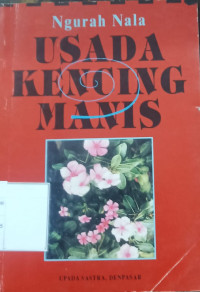 Ngurah Nala
USADA
KENCING
MANIS
UPADA SASTRA, DENPASAR